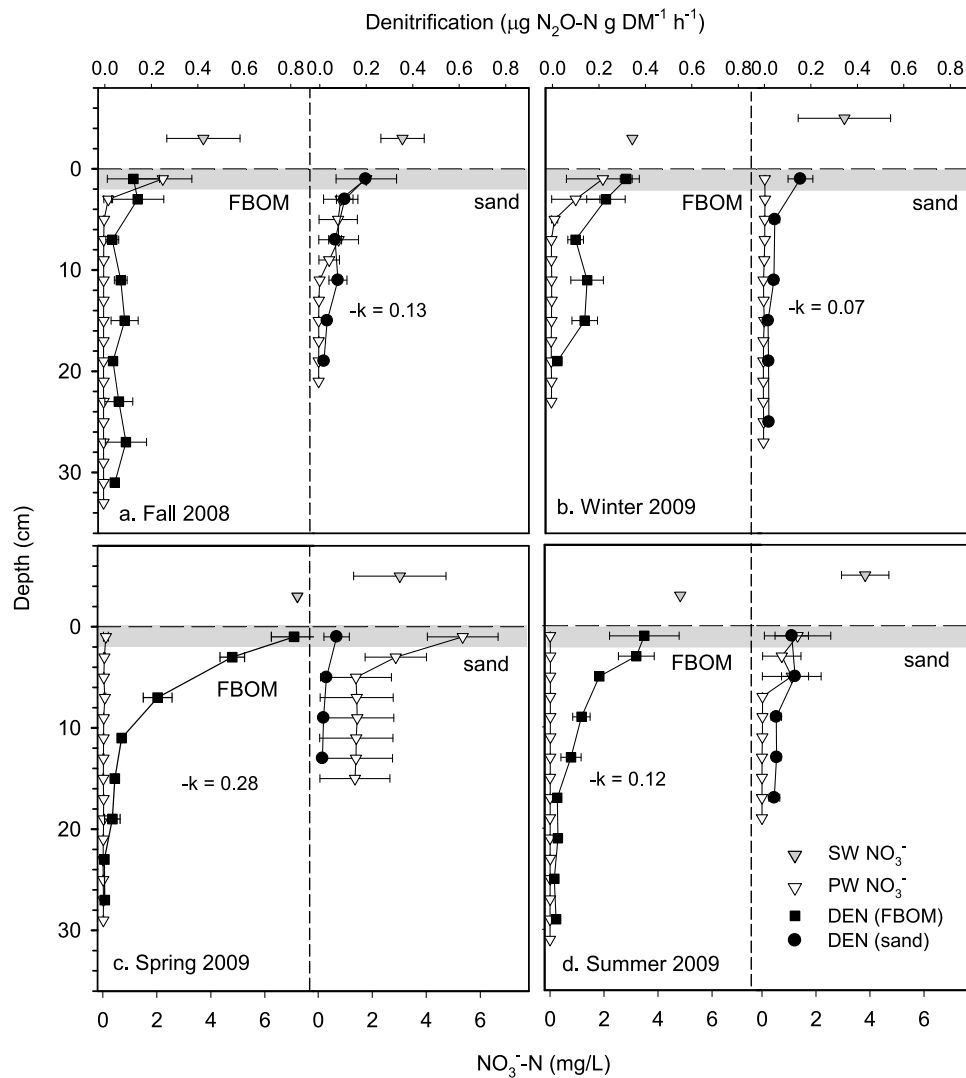 Denitrification (μg N₂O-N g DM⁻¹ h⁻¹)
0.0 0.2 0.4 0.6 0.8 0.0 0.2 0.4 0.6 0.8 0.0 0.2 0.4 0.6 0.8 0.0 0.2 0.4 0.6 0.8
0
10
20
30
FBOM
sand
-k = 0.13
a. Fall 2008
FBOM
sand
-k = 0.07
b. Winter 2009
Depth (cm)
0
10
20
30
FBOM
sand
-k = 0.28
c. Spring 2009
FBOM
sand
-k = 0.12
SW NO₃⁻
PW NO₃⁻
DEN (FBOM)
DEN (sand)
d. Summer 2009
0 2 4 6 0 2 4 6 0 2 4 6 0 2 4 6
NO₃⁻-N (mg/L)